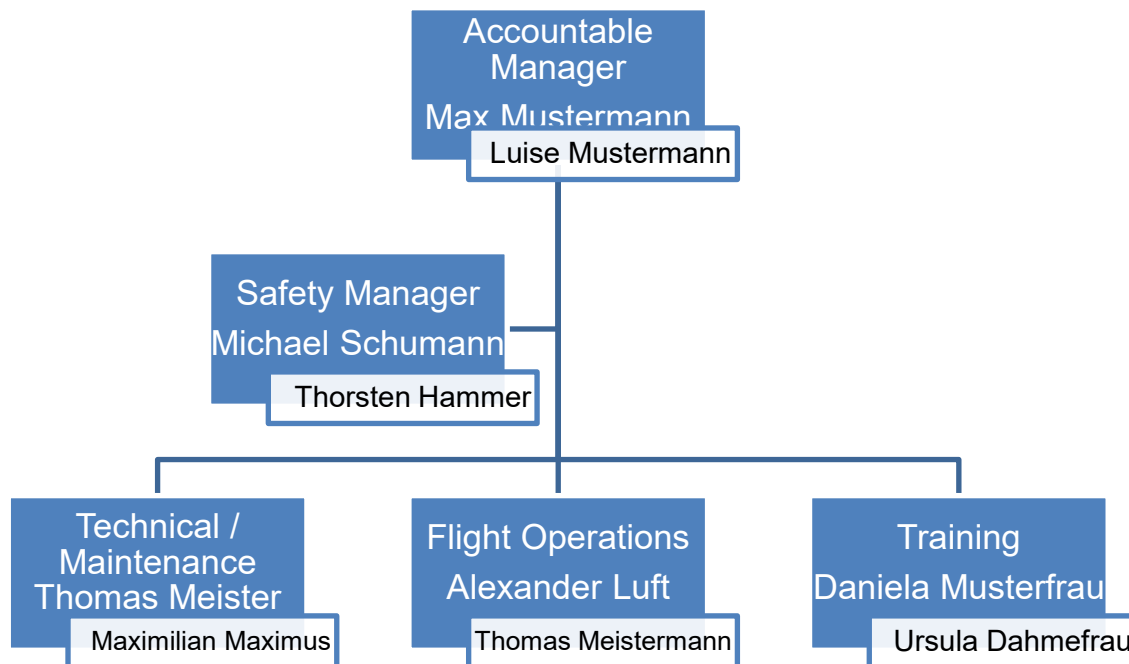 Accountable
Manager
Max Mustermann
Luise Mustermann
Safety Manager
Michael Schumann
Thorsten Hammer
Technical /
Maintenance
Thomas Meister
Maximilian Maximus
Flight Operations
Alexander Luft
Thomas Meistermann
Training
Daniela Musterfrau
Ursula Dahmefrau